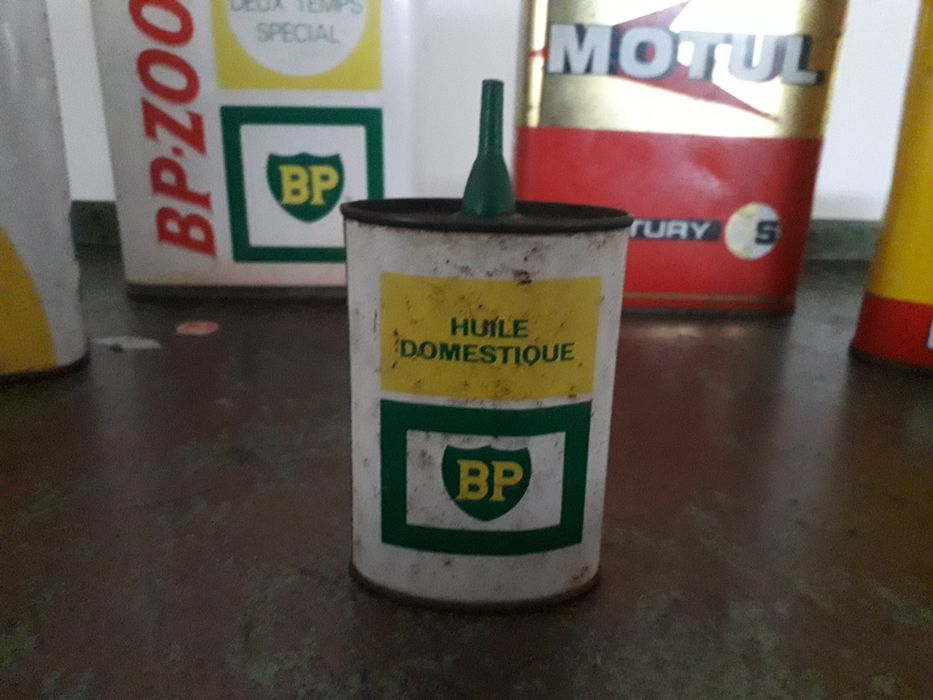 DEUX TEMPS
SPECIAL
BP-ZOO
BP
MOTUL
TURY S
HUILE
DOMESTIQUE
BP